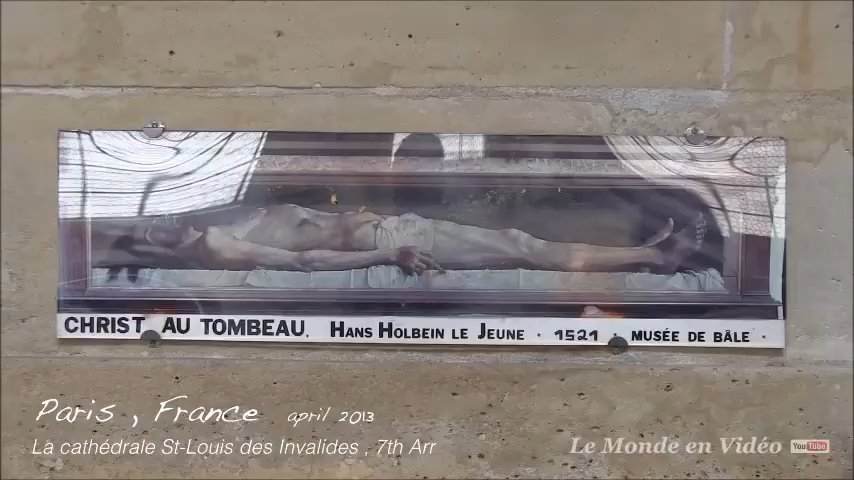 CHRIST AU TOMBEAU. HANS HOLBEIN LE JEUNE · 1521 · MUSÉE DE BÂLE ·
Paris, France april 2013
La cathédrale St-Louis des Invalides, 7th Arr
Le Monde en Vidéo YouTube